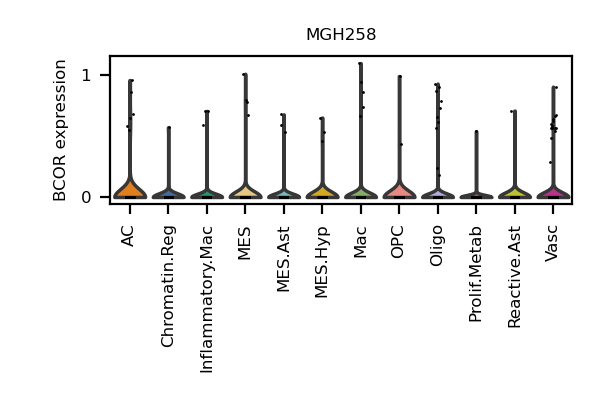 MGH258
BCOR expression
1
0
AC
Chromatin.Reg
Inflammatory.Mac
MES
MES.Ast
MES.Hyp
Mac
OPC
Oligo
Prolif.Metab
Reactive.Ast
Vasc